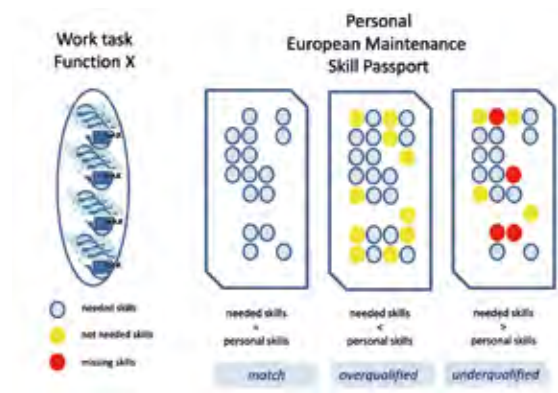 Work task
Function X
Personal
European Maintenance
Skill Passport
needed skills
not needed skills
missing skills
needed skills
=
personal skills
match
needed skills
<
personal skills
overqualified
needed skills
>
personal skills
underqualified